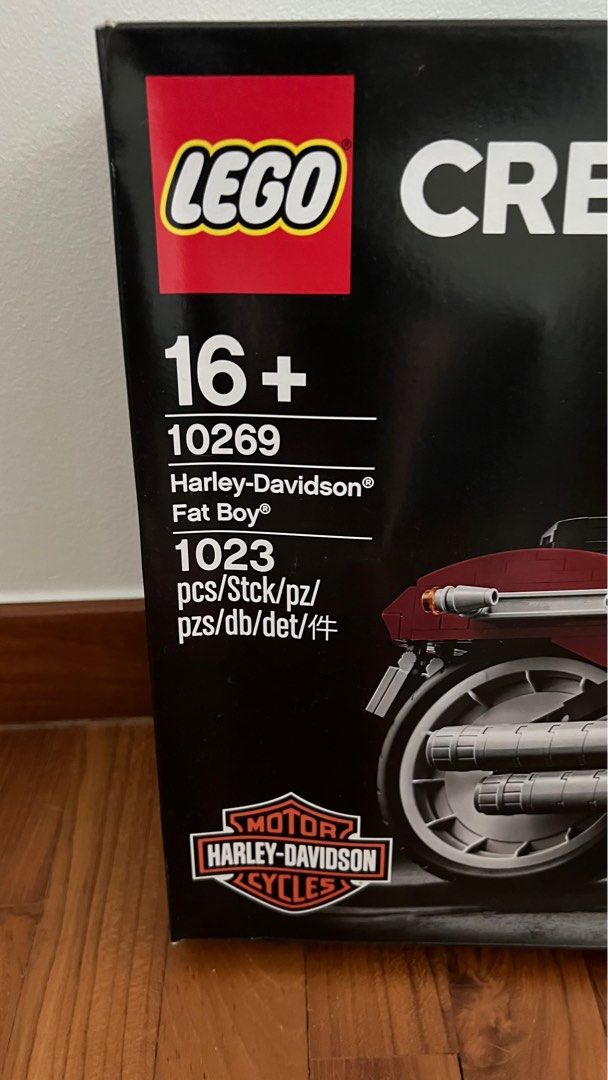 LEGO®
CRE
16+
10269
Harley-Davidson®
Fat Boy®
1023
pcs/Stck/pz/
pzs/db/det/件
MOTOR
HARLEY-DAVIDSON
CYCLES